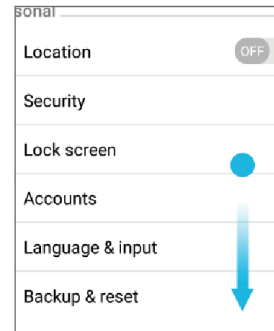 sonal
Location OFF
Security
Lock screen
Accounts
Language & input
Backup & reset